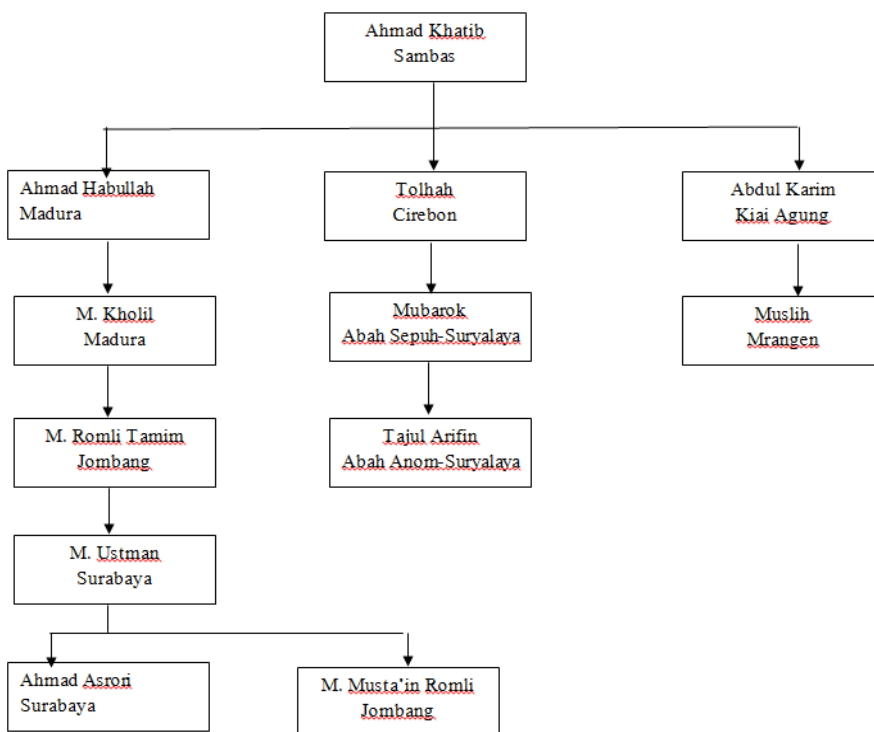 Ahmad Khatib
Sambas
Ahmad Habullah
Madura
Tolhah
Cirebon
Abdul Karim
Kiai Agung
M. Kholil
Madura
Mubarok
Abah Sepuh-Suryalaya
Muslih
Mrangen
M. Romli Tamim
Jombang
Tajul Arifin
Abah Anom-Suryalaya
M. Ustman
Surabaya
Ahmad Asrori
Surabaya
M. Musta'in Romli
Jombang